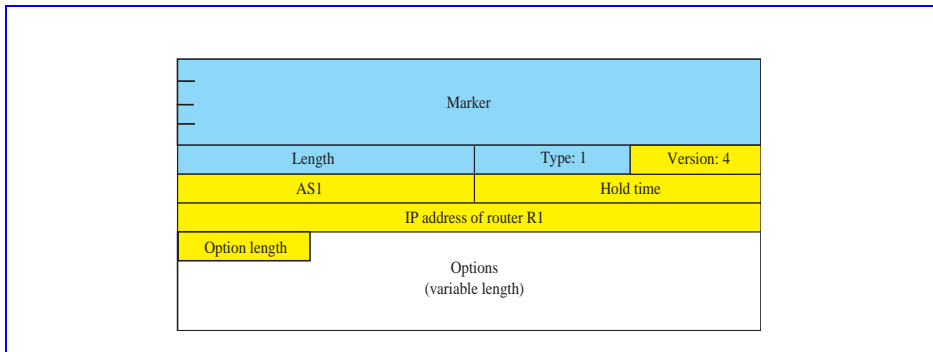 Marker
Length Type: 1 Version: 4
AS1 Hold time
IP address of router R1
Option length
Options
(variable length)